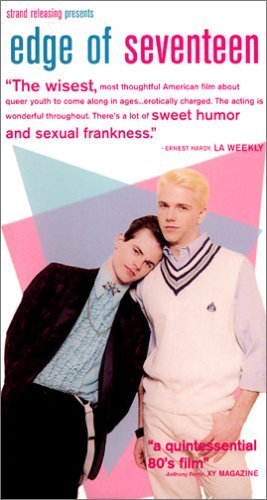 strand releasing presents
edge of seventeen
"The wisest, most thoughtful American film about
queer youth to come along in ages...erotically charged. The acting is
wonderful throughout. There's a lot of sweet humor
and sexual frankness."
- ERNEST HARDY, LA WEEKLY
"a quintessential
80's film"
-Anthony XY MAGAZINE